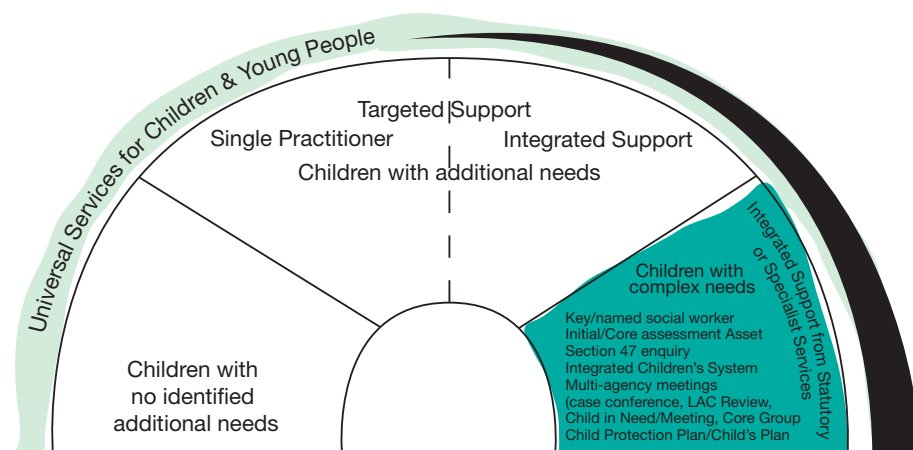 Universal Services for Children & Young People
Targeted Support
Single Practitioner
Integrated Support
Children with additional needs
Children with
no identified
additional needs
Children with
complex needs
Key/named social worker
Initial/Core assessment Asset
Section 47 enquiry
Integrated Children's System
Multi-agency meetings
(case conference, LAC Review,
Child in Need/Meeting, Core Group
Child Protection Plan/Child's Plan
Integrated Support from Statutory
or Specialist Services